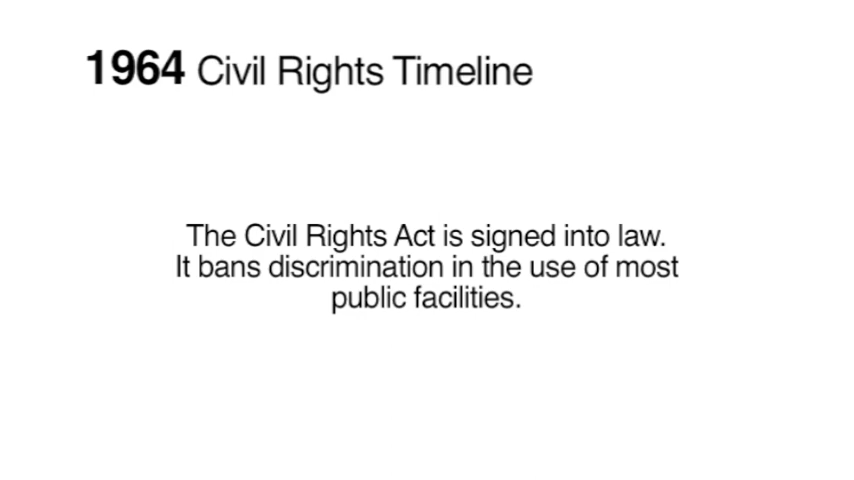 1964 Civil Rights Timeline
The Civil Rights Act is signed into law.
It bans discrimination in the use of most
public facilities.